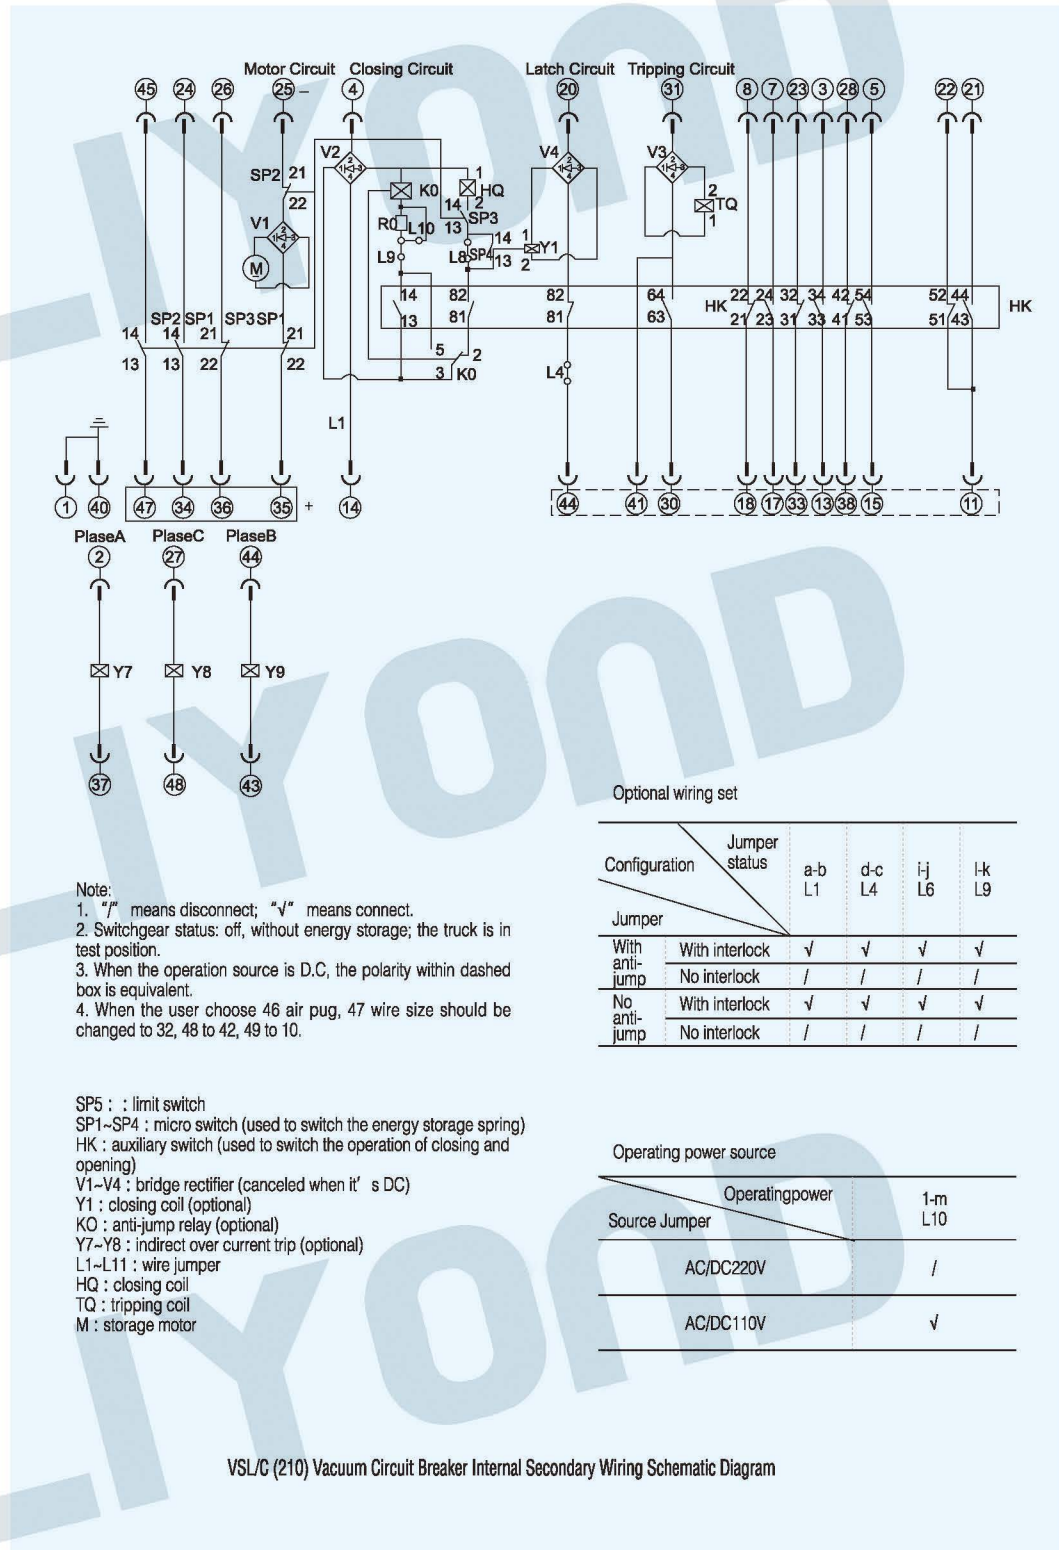 Motor Circuit Closing Circuit Latch Circuit Tripping Circuit
45 24 26 25 – 4 20 31 8 7 23 3 28 5 22 21
V2 V4 V3
SP2 21 1 2
22 K0 HQ TQ
V1 14 2 1
R0 L10 SP3
13 14 1 Y1
M L9 L8 SP4 13 2
14 82 82 64 HK 22 24 32 34 42 54 52 44 HK
13 81 81 63 21 23 31 33 41 53 51 43
SP2 SP1 SP3 SP1
14 14 21 21 5 2
13 13 22 22 3 K0 L4
L1
1 40 47 34 36 35 + 14 44 41 30 18 17 33 13 38 15 11
PlaseA PlaseC PlaseB
2 27 44
Y7 Y8 Y9
37 48 43
Optional wiring set
Jumper status
Configuration
Jumper
a-b d-c i-j l-k
L1 L4 L6 L9
With anti-jump With interlock √ √ √ √
No interlock / / / /
No anti-jump With interlock √ √ √ √
No interlock / / / /
Note:
1. "/" means disconnect; "√" means connect.
2. Switchgear status: off, without energy storage; the truck is in
test position.
3. When the operation source is D.C, the polarity within dashed
box is equivalent.
4. When the user choose 46 air pug, 47 wire size should be
changed to 32, 48 to 42, 49 to 10.
SP5 : : limit switch
SP1~SP4 : micro switch (used to switch the energy storage spring)
HK : auxiliary switch (used to switch the operation of closing and
opening)
V1~V4 : bridge rectifier (canceled when it' s DC)
Y1 : closing coil (optional)
KO : anti-jump relay (optional)
Y7~Y8 : indirect over current trip (optional)
L1~L11 : wire jumper
HQ : closing coil
TQ : tripping coil
M : storage motor
Operating power source
Operatingpower 1-m
Source Jumper L10
AC/DC220V /
AC/DC110V √
VSL/C (210) Vacuum Circuit Breaker Internal Secondary Wiring Schematic Diagram
LIYOND
LIYOND
LIYOND